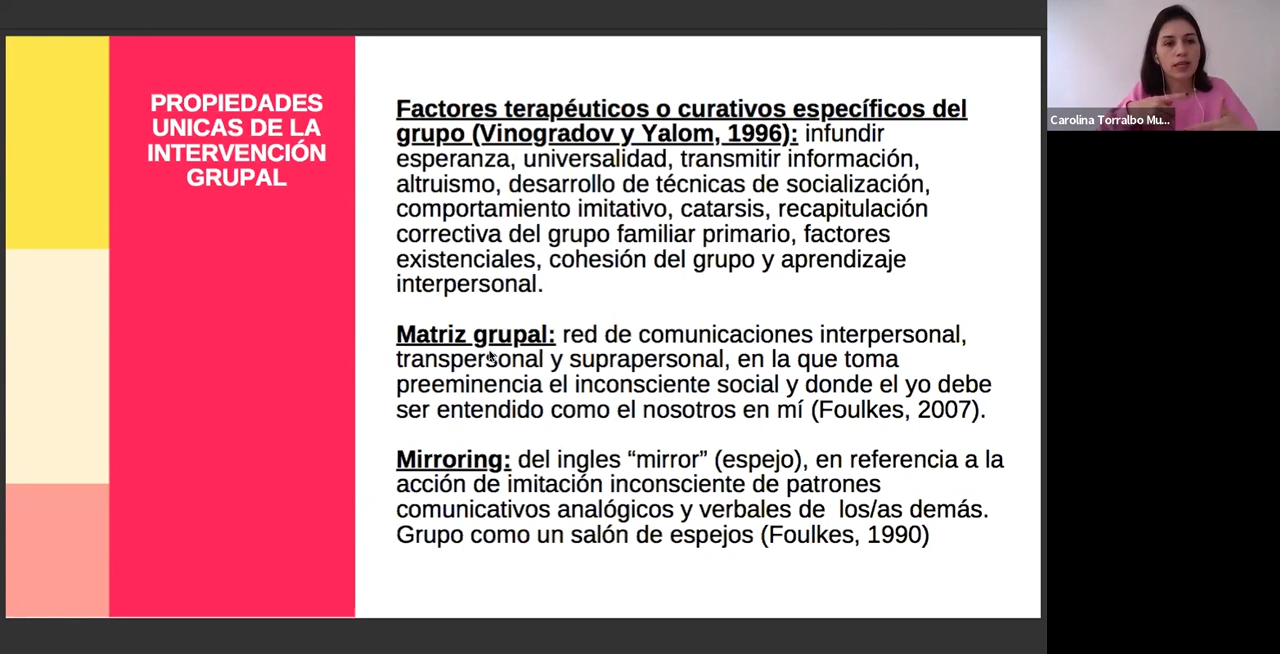 PROPIEDADES
UNICAS DE LA
INTERVENCIÓN
GRUPAL
Factores terapéuticos o curativos específicos del
grupo (Vinogradov y Yalom, 1996): infundir
esperanza, universalidad, transmitir información,
altruismo, desarrollo de técnicas de socialización,
comportamiento imitativo, catarsis, recapitulación
correctiva del grupo familiar primario, factores
existenciales, cohesión del grupo y aprendizaje
interpersonal.
Matriz grupal: red de comunicaciones interpersonal,
transpersonal y suprapersonal, en la que toma
preeminencia el inconsciente social y donde el yo debe
ser entendido como el nosotros en mí (Foulkes, 2007).
Mirroring: del ingles “mirror” (espejo), en referencia a la
acción de imitación inconsciente de patrones
comunicativos analógicos y verbales de los/as demás.
Grupo como un salón de espejos (Foulkes, 1990)
Carolina Torralbo Mu...